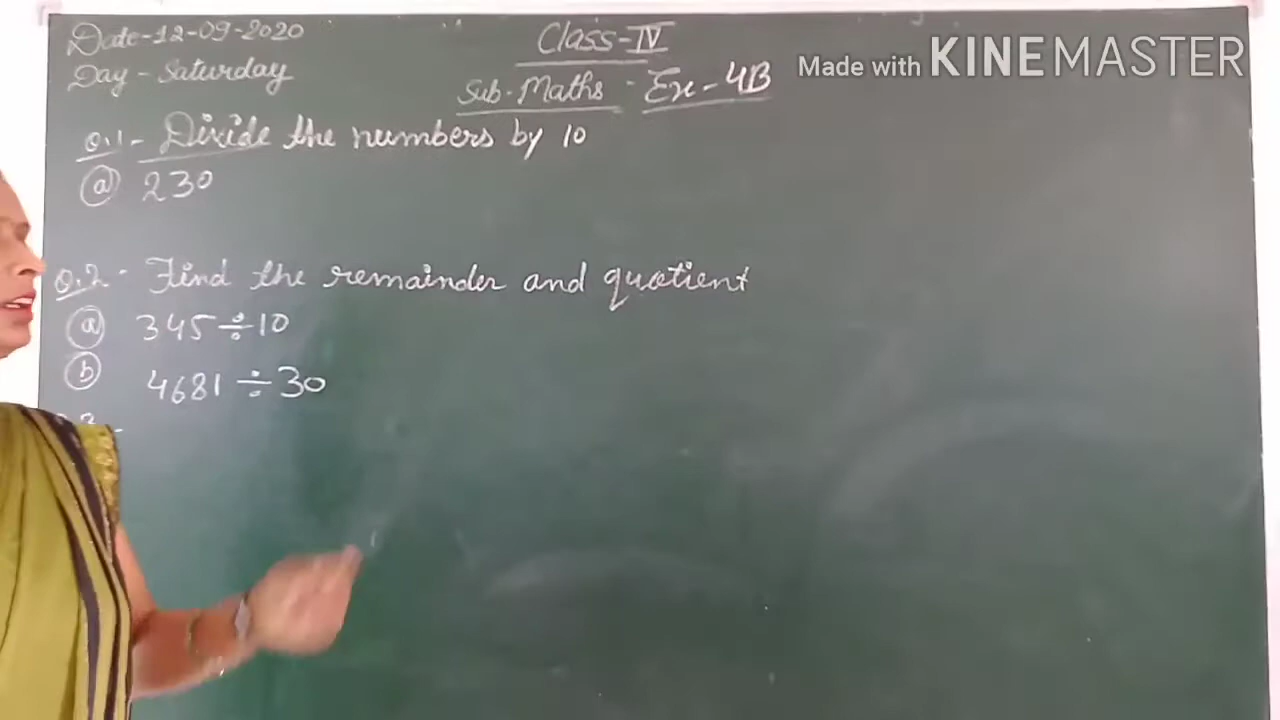 Date-12-09-2020
Class-IV
Made with KINEMASTER
Day - Saturday
Sub-Maths - Ex-4B
Q.1- Divide the numbers by 10
(a) 230
Q.2- Find the remainder and quotient
(a) 345÷10
(b) 4681÷30